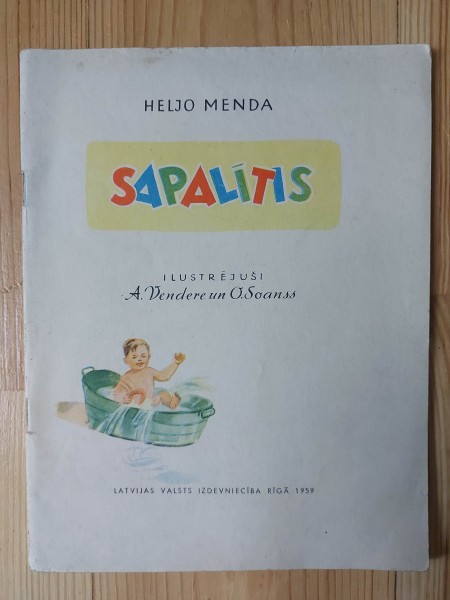 HELJO MENDA
SAPALĪTIS
ILUSTRĒJUŠI
A. Vendere un O. Soanss
LATVIJAS VALSTS IZDEVNIECĪBA RĪGĀ 1959